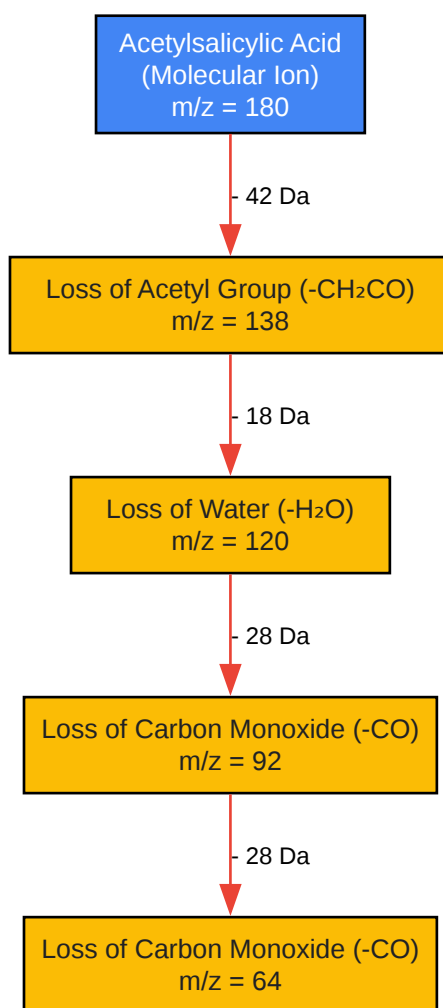 Acetylsalicylic Acid
(Molecular Ion)
m/z = 180
- 42 Da
Loss of Acetyl Group (-CH₂CO)
m/z = 138
- 18 Da
Loss of Water (-H₂O)
m/z = 120
- 28 Da
Loss of Carbon Monoxide (-CO)
m/z = 92
- 28 Da
Loss of Carbon Monoxide (-CO)
m/z = 64